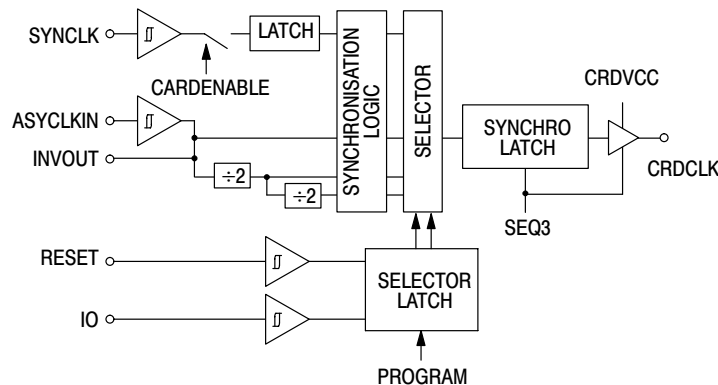 SYNCLK
LATCH
CARDENABLE
ASYCLKIN
INVOUT
÷2
÷2
SYNCHRONISATION
LOGIC
SELECTOR
CRDVCC
SYNCHRO
LATCH
CRDCLK
SEQ3
RESET
SELECTOR
LATCH
IO
PROGRAM